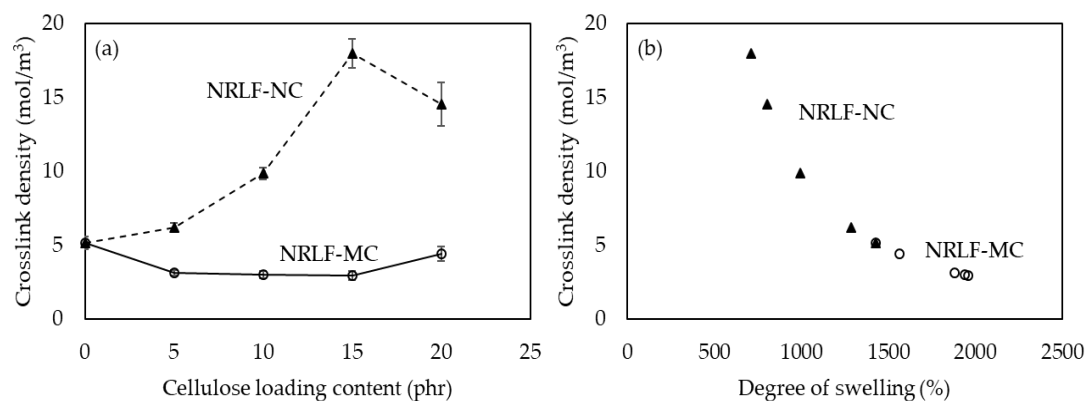 (a)
Crosslink density (mol/m³)
20
15
10
5
0
NRLF-NC
NRLF-MC
0 5 10 15 20 25
Cellulose loading content (phr)
(b)
Crosslink density (mol/m³)
20
15
10
5
0
NRLF-NC
NRLF-MC
0 500 1000 1500 2000 2500
Degree of swelling (%)